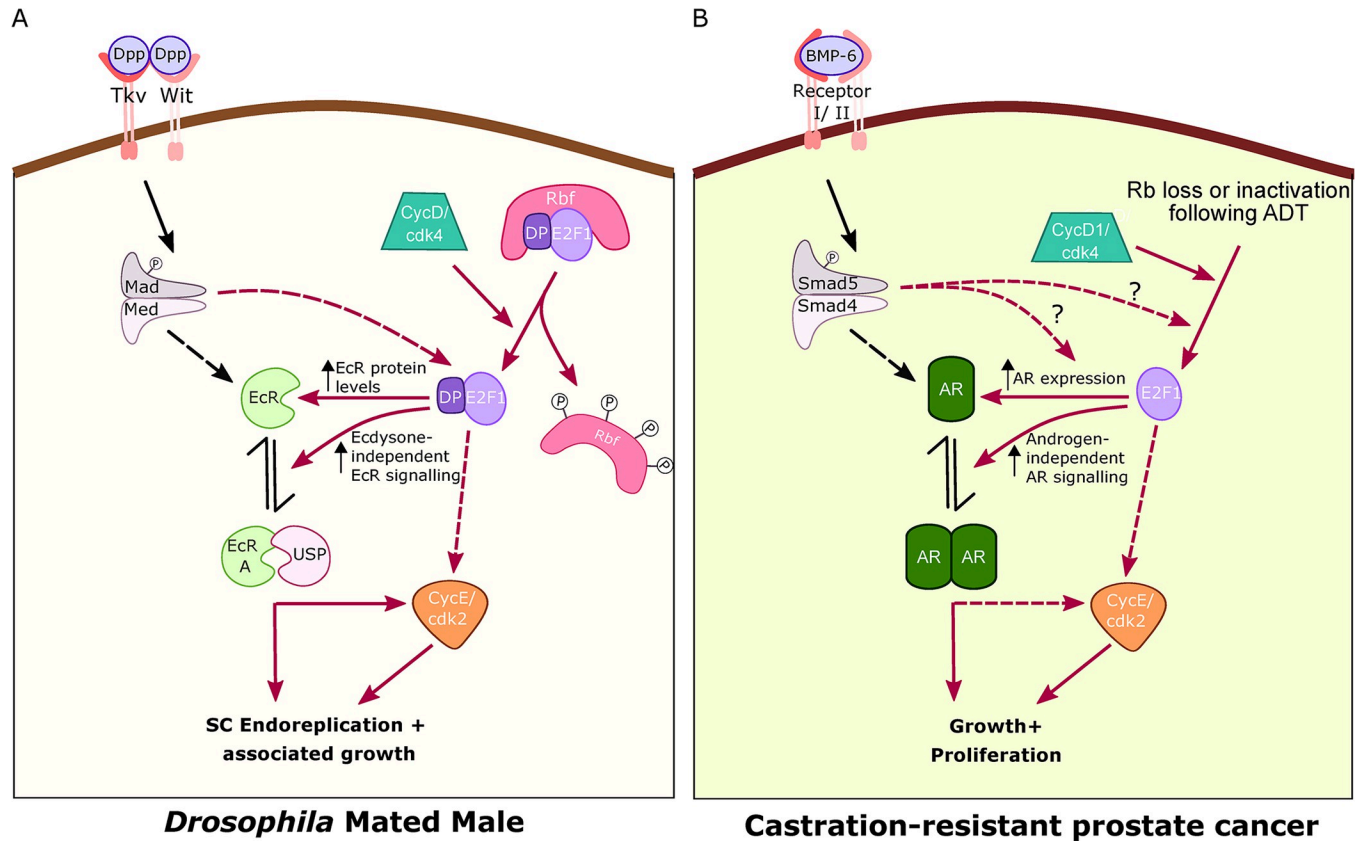 A
Dpp Dpp
Tkv Wit
CycD/
cdk4
Rbf
DP E2F1
P
Mad
Med
EcR
EcR protein
levels
DP E2F1
Ecdysone-
independent
EcR signalling
P
P
P
P
Rbf
EcR
A
USP
CycE/
cdk2
SC Endoreplication +
associated growth
Drosophila Mated Male
B
BMP-6
Receptor
I/ II
Rb loss or inactivation
following ADT
CycD1/
cdk4
P
Smad5
Smad4
?
?
AR
AR expression
E2F1
Androgen-
independent
AR signalling
AR AR
CycE/
cdk2
Growth+
Proliferation
Castration-resistant prostate cancer